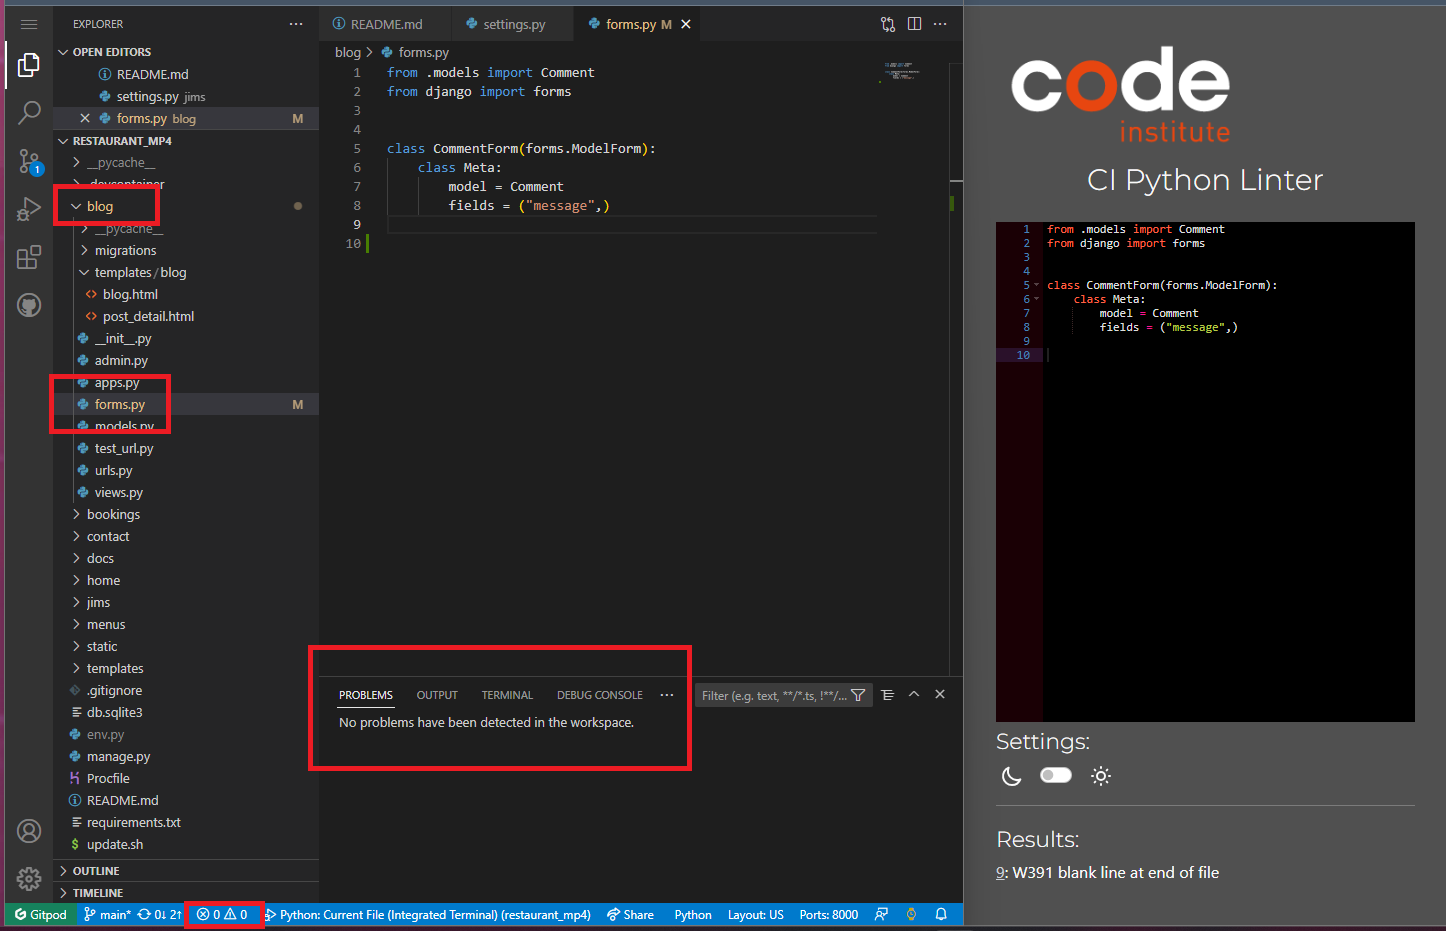 EXPLORER
OPEN EDITORS
README.md
settings.py jims
forms.py blog M
RESTAURANT_MP4
__pycache__
.devcontainer
blog
__pycache__
migrations
templates/blog
blog.html
post_detail.html
__init__.py
admin.py
apps.py
forms.py M
models.py
test_url.py
urls.py
views.py
bookings
contact
docs
home
jims
menus
static
templates
.gitignore
db.sqlite3
env.py
manage.py
Procfile
README.md
requirements.txt
update.sh
OUTLINE
TIMELINE
README.md settings.py forms.py M
blog > forms.py
1 from .models import Comment
2 from django import forms
3
4
5 class CommentForm(forms.ModelForm):
6 class Meta:
7 model = Comment
8 fields = ("message",)
9
10
PROBLEMS OUTPUT TERMINAL DEBUG CONSOLE ... Filter (e.g. text, **/*.ts, !**/...
No problems have been detected in the workspace.
1
Gitpod main* 0↓ 2↑ 0 0 Python: Current File (Integrated Terminal) (restaurant_mp4) Share Python Layout: US Ports: 8000
code
institute
CI Python Linter
1 from .models import Comment
2 from django import forms
3
4
5 class CommentForm(forms.ModelForm):
6 class Meta:
7 model = Comment
8 fields = ("message",)
9
10
Settings:
Results:
9: W391 blank line at end of file